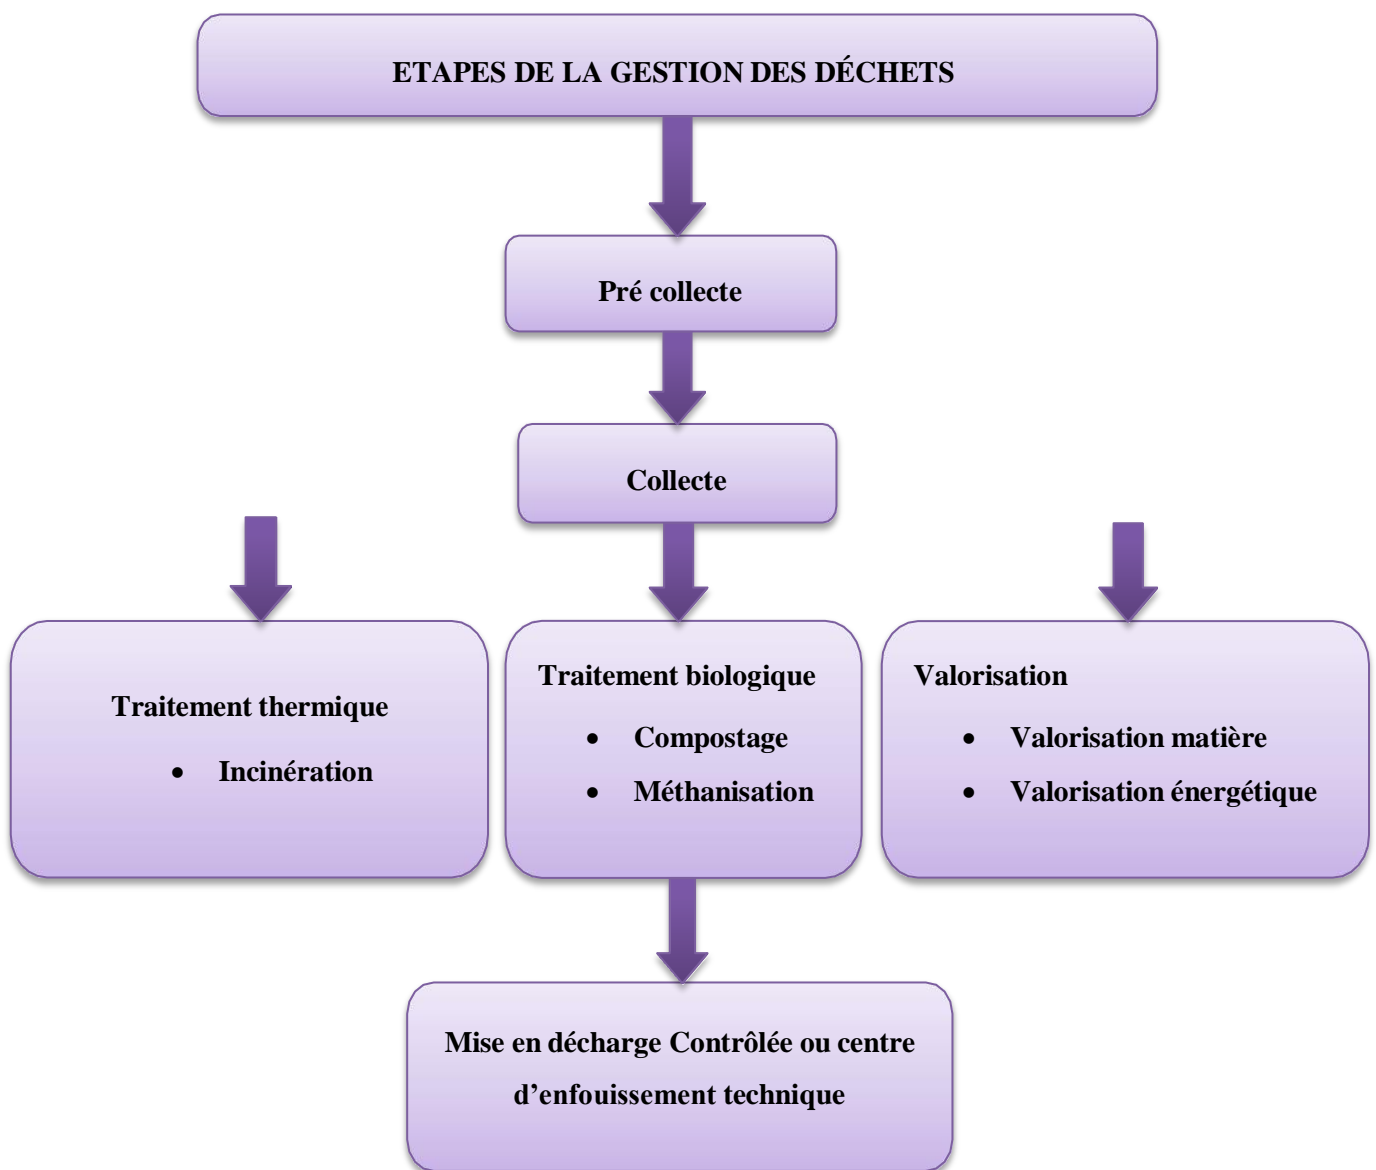 ETAPES DE LA GESTION DES DÉCHETS
Pré collecte
Collecte
Traitement thermique
• Incinération
Traitement biologique
• Compostage
• Méthanisation
Valorisation
• Valorisation matière
• Valorisation énergétique
Mise en décharge Contrôlée ou centre
d’enfouissement technique